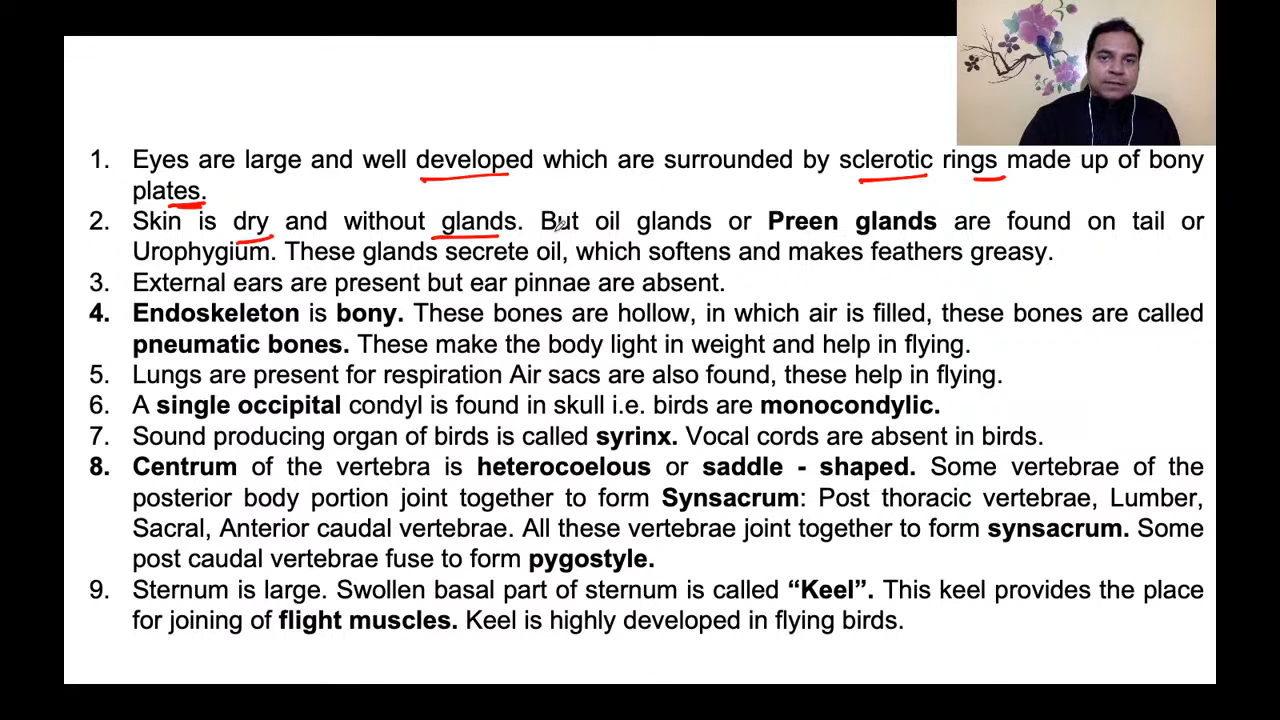 1. Eyes are large and well developed which are surrounded by sclerotic rings made up of bony
plates.
2. Skin is dry and without glands. But oil glands or Preen glands are found on tail or
Urophygium. These glands secrete oil, which softens and makes feathers greasy.
3. External ears are present but ear pinnae are absent.
4. Endoskeleton is bony. These bones are hollow, in which air is filled, these bones are called
pneumatic bones. These make the body light in weight and help in flying.
5. Lungs are present for respiration Air sacs are also found, these help in flying.
6. A single occipital condyl is found in skull i.e. birds are monocondylic.
7. Sound producing organ of birds is called syrinx. Vocal cords are absent in birds.
8. Centrum of the vertebra is heterocoelous or saddle - shaped. Some vertebrae of the
posterior body portion joint together to form Synsacrum: Post thoracic vertebrae, Lumber,
Sacral, Anterior caudal vertebrae. All these vertebrae joint together to form synsacrum. Some
post caudal vertebrae fuse to form pygostyle.
9. Sternum is large. Swollen basal part of sternum is called “Keel”. This keel provides the place
for joining of flight muscles. Keel is highly developed in flying birds.